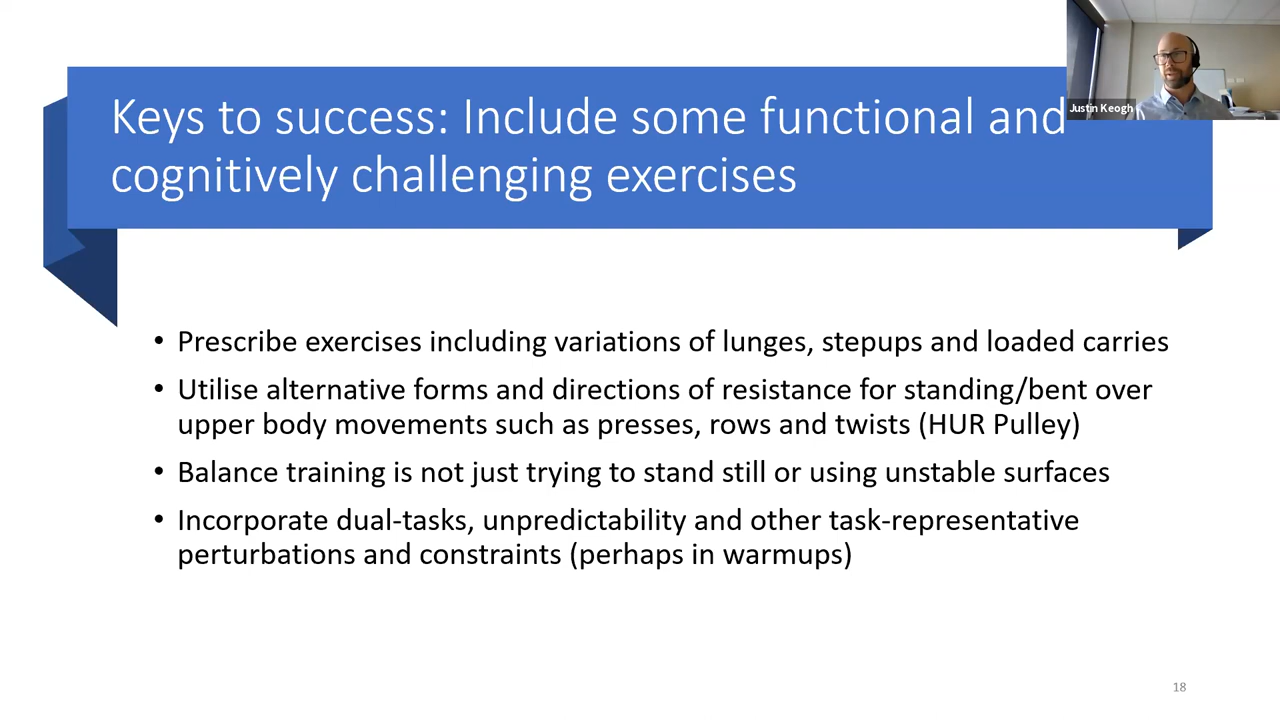 Justin Keogh
Keys to success: Include some functional and
cognitively challenging exercises
• Prescribe exercises including variations of lunges, stepups and loaded carries
• Utilise alternative forms and directions of resistance for standing/bent over
upper body movements such as presses, rows and twists (HUR Pulley)
• Balance training is not just trying to stand still or using unstable surfaces
• Incorporate dual-tasks, unpredictability and other task-representative
perturbations and constraints (perhaps in warmups)
18